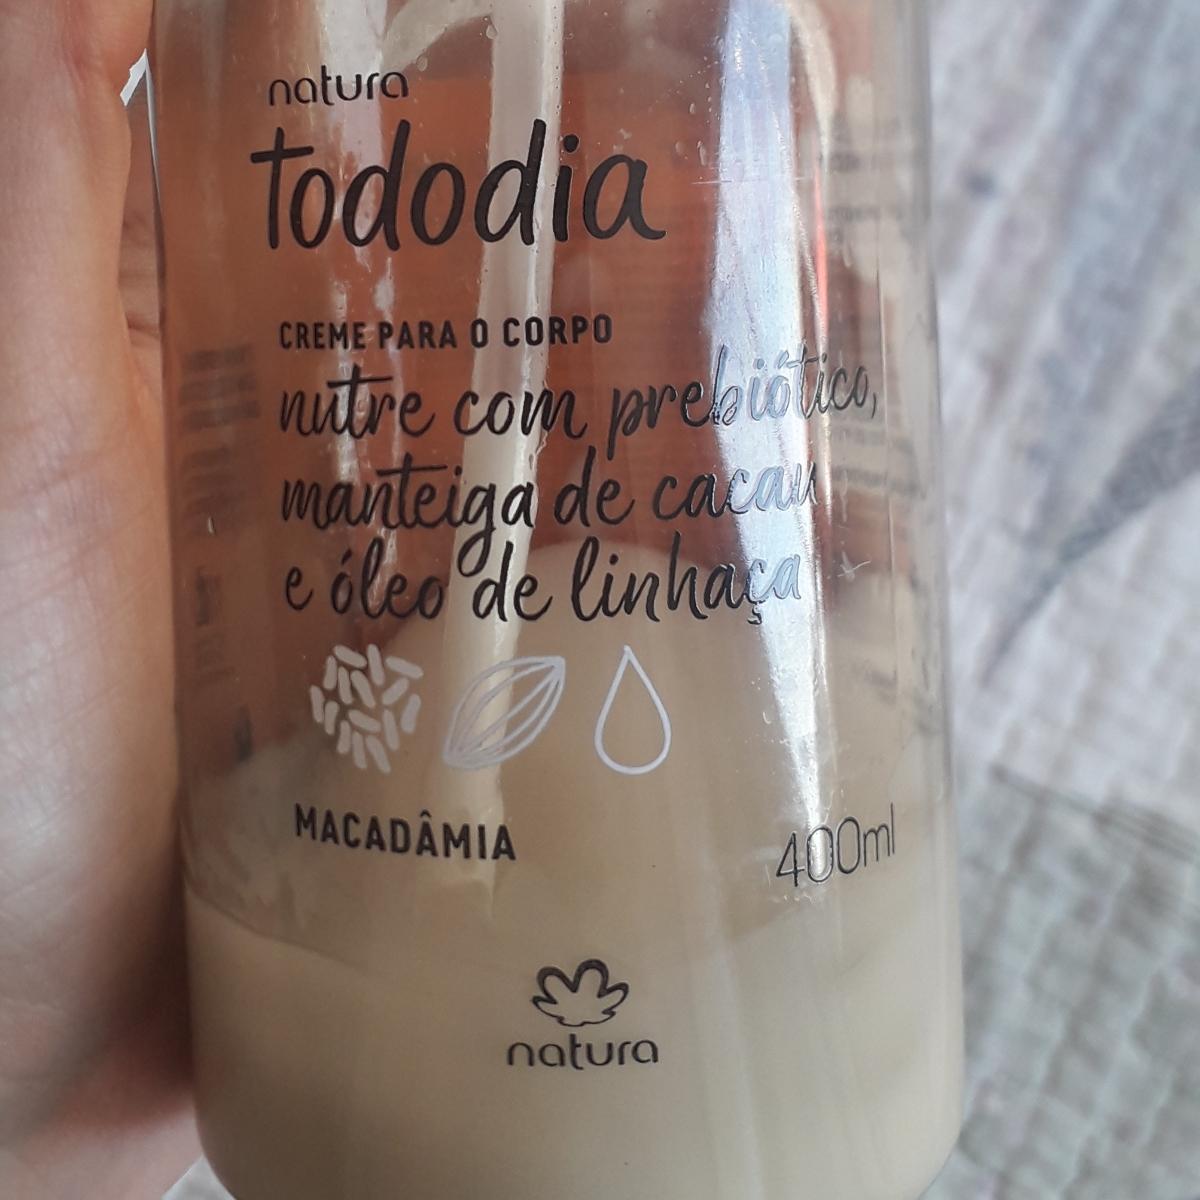 natura
tododia
CREME PARA O CORPO
nutre com prebiótico,
manteiga de cacau
e óleo de linhaça
MACADÂMIA
400ml
natura